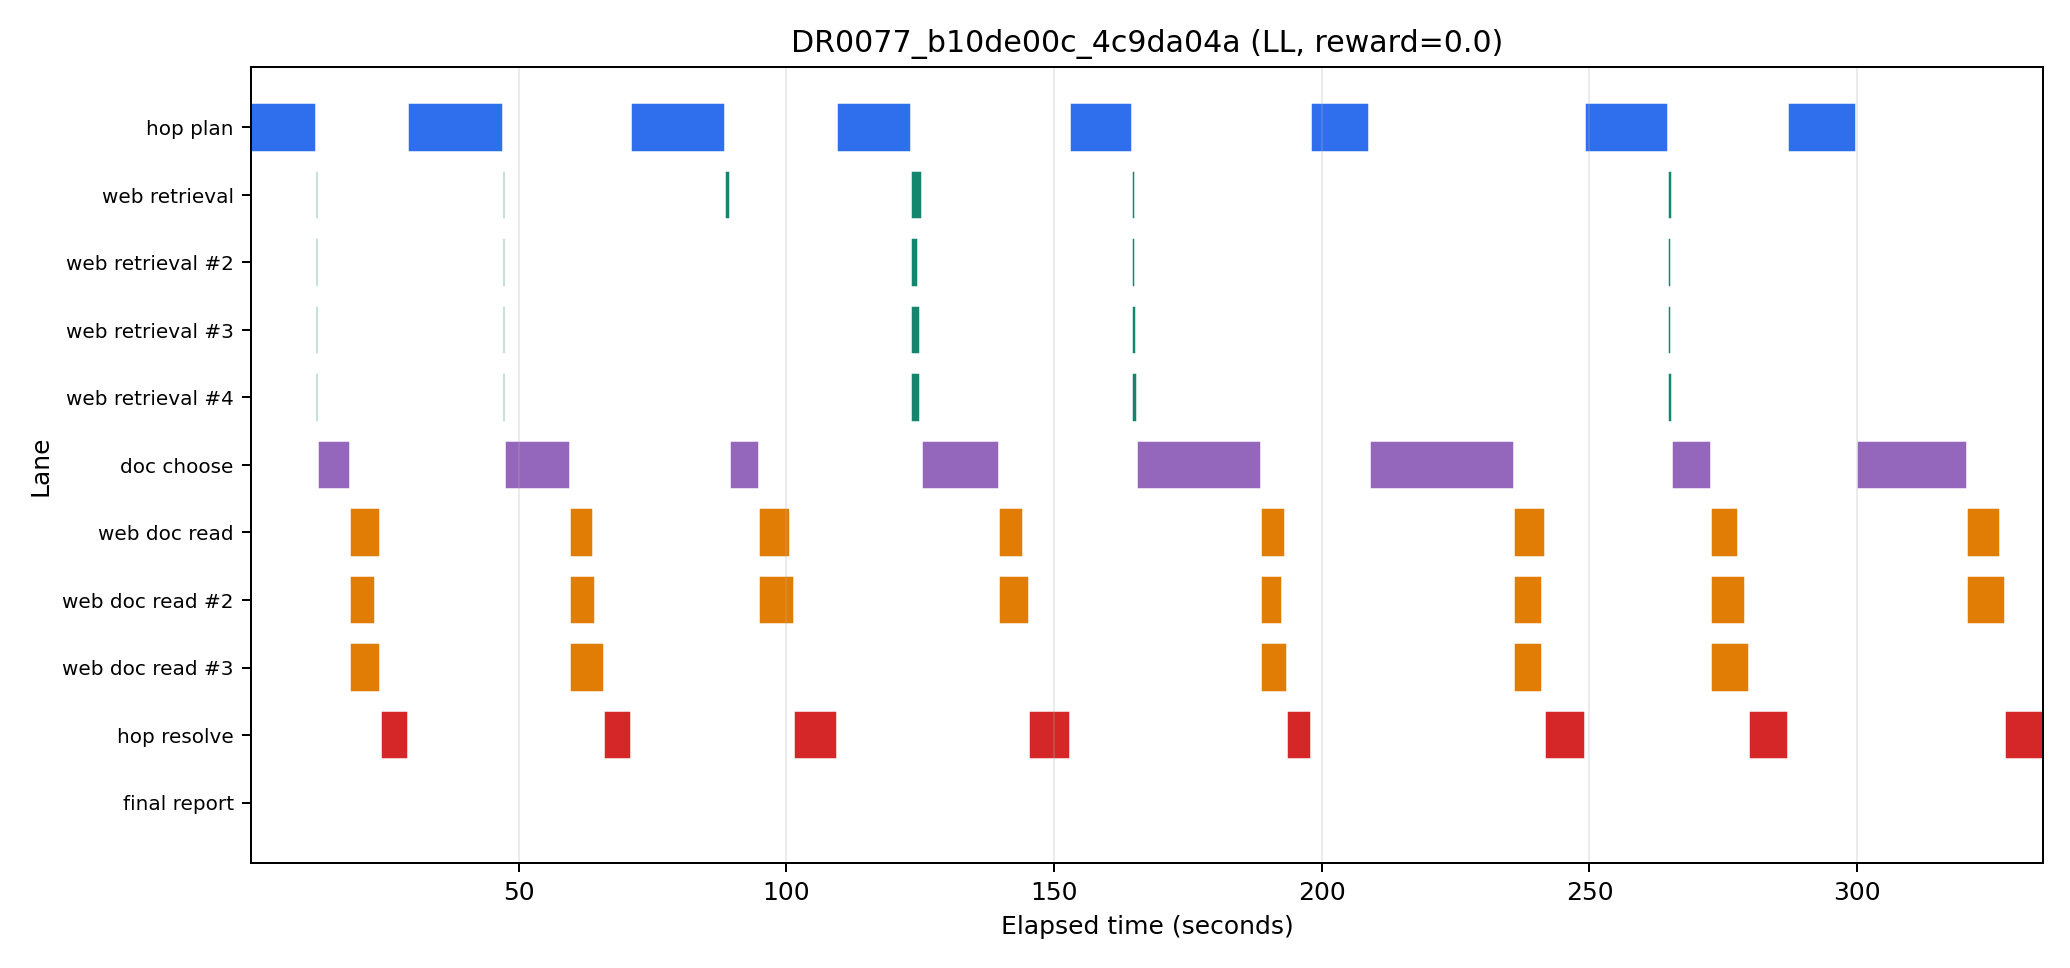 DR0077_b10de00c_4c9da04a (LL, reward=0.0)
Lane
hop plan
web retrieval
web retrieval #2
web retrieval #3
web retrieval #4
doc choose
web doc read
web doc read #2
web doc read #3
hop resolve
final report
50 100 150 200 250 300
Elapsed time (seconds)